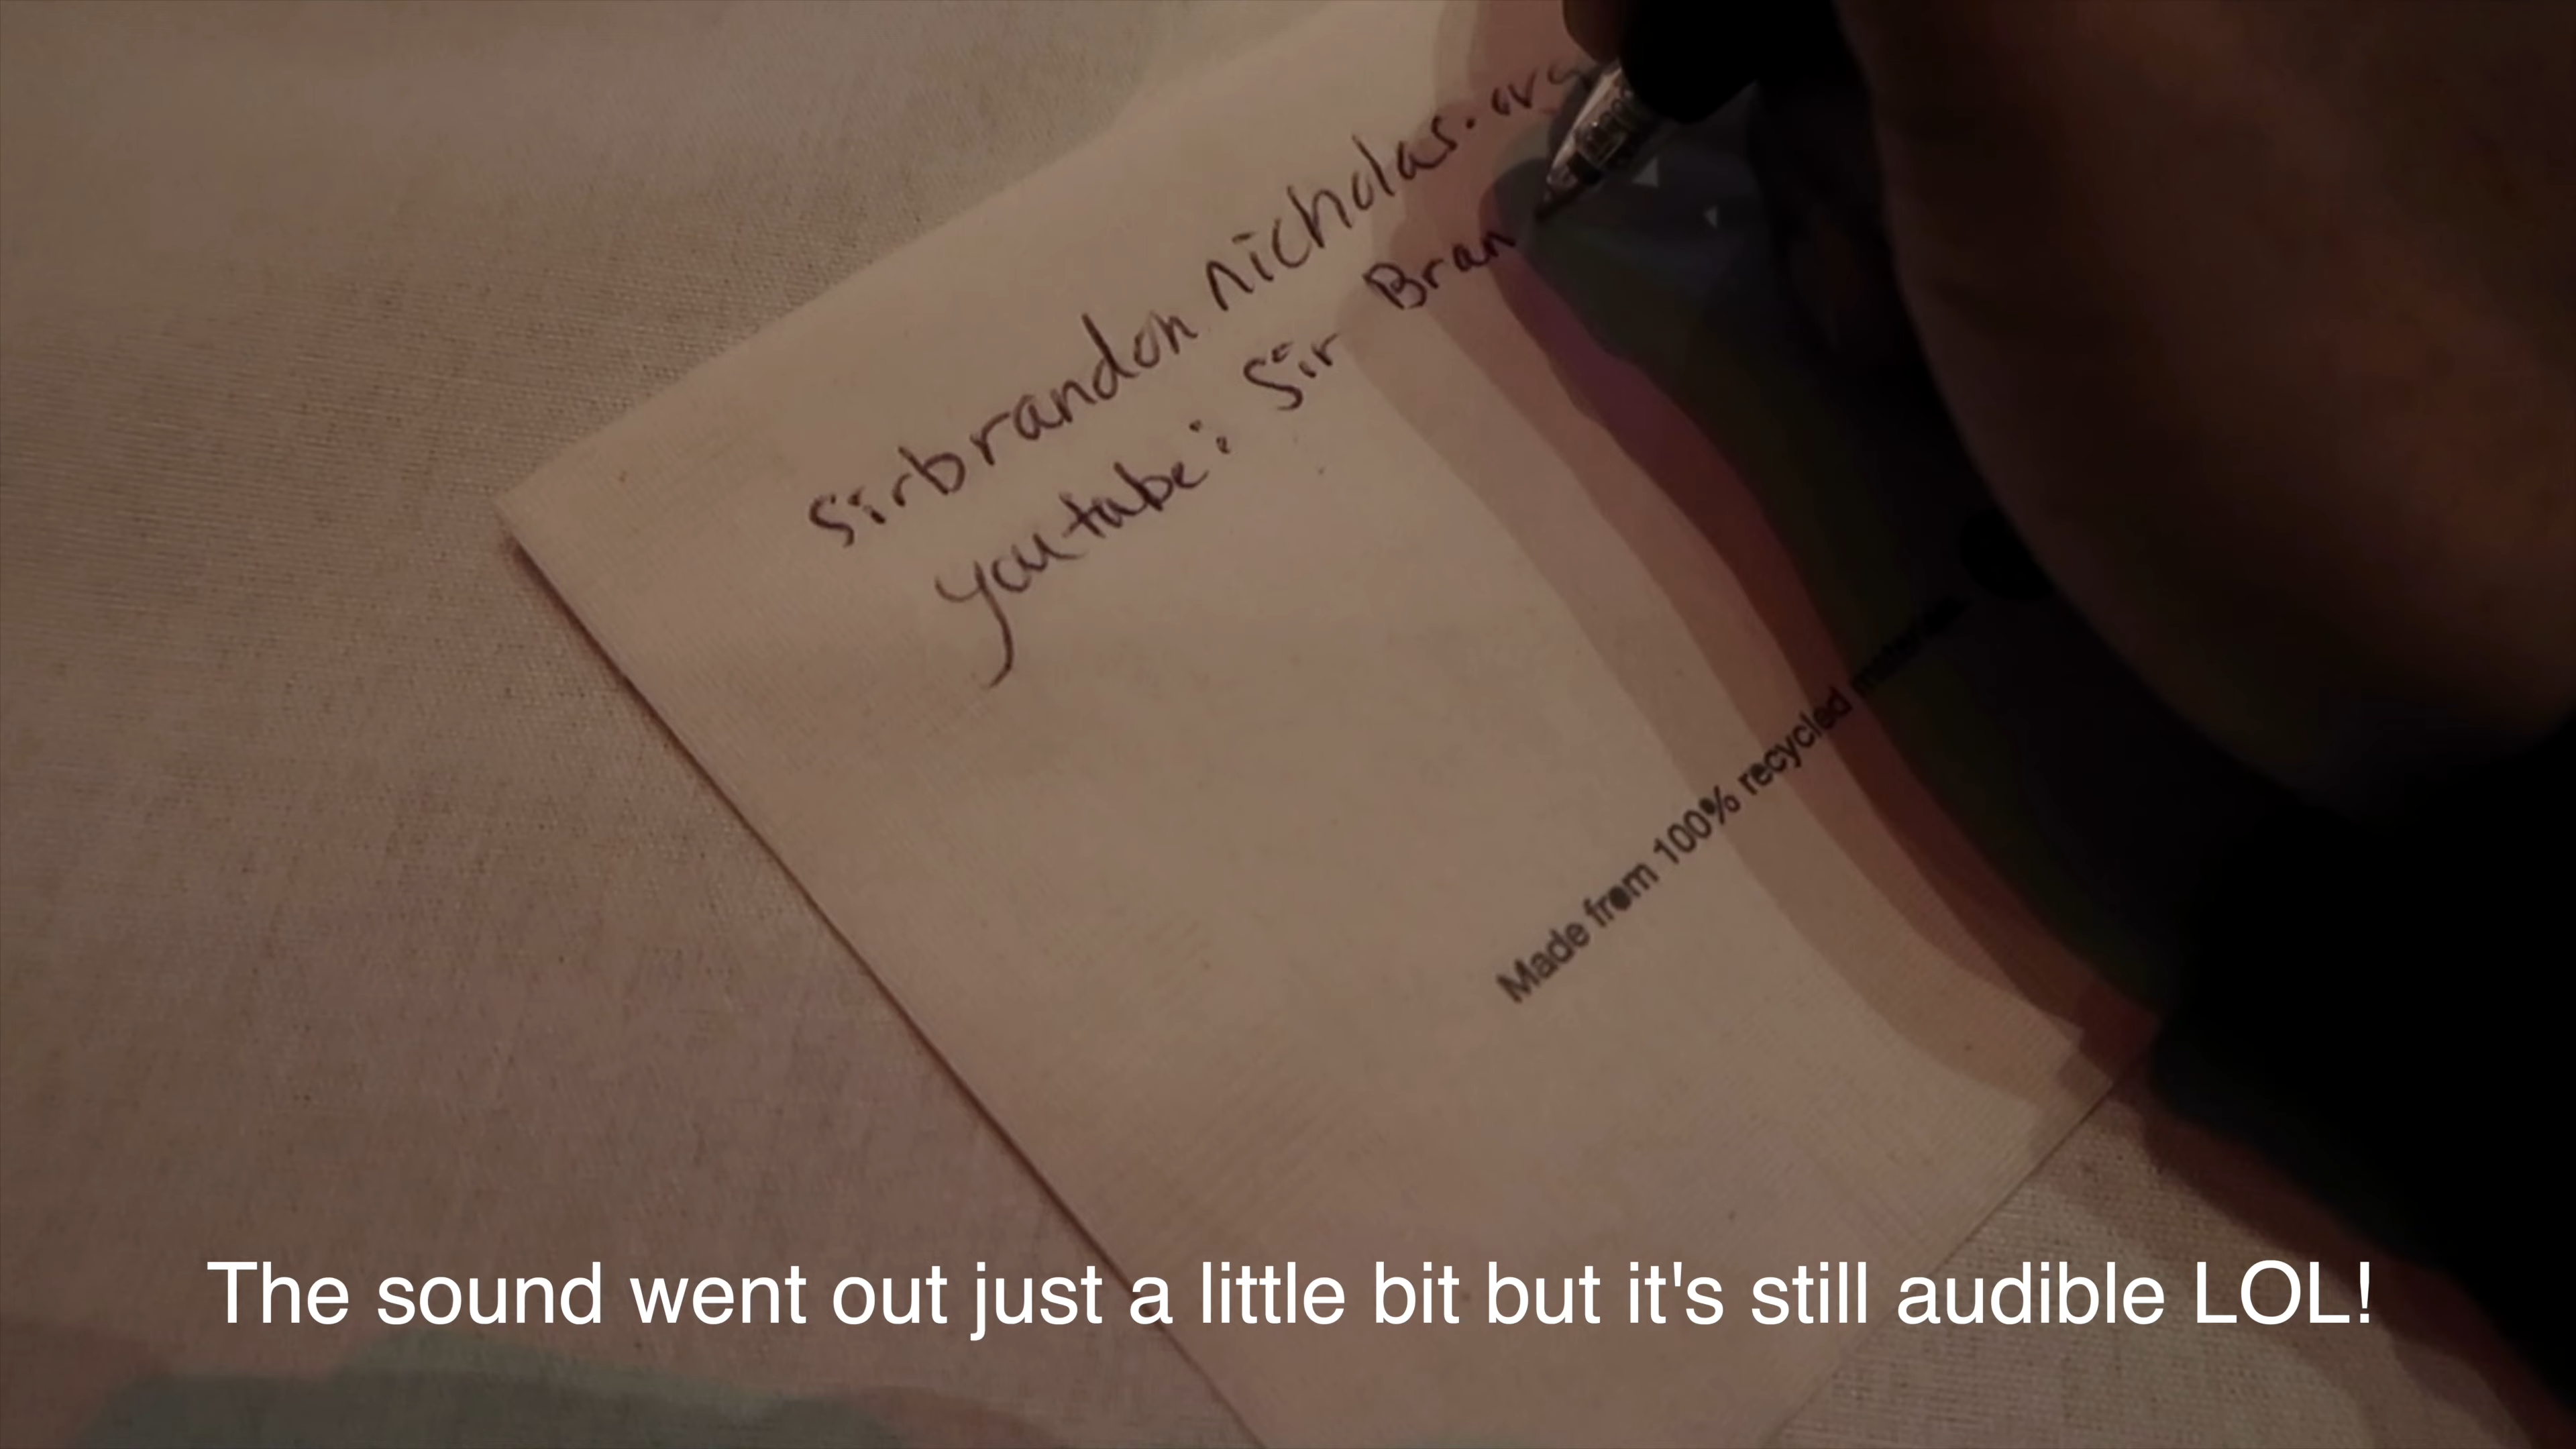 sirbrandonnicholas.org
youtube: Sir Bran
Made from 100% recycled material
The sound went out just a little bit but it's still audible LOL!